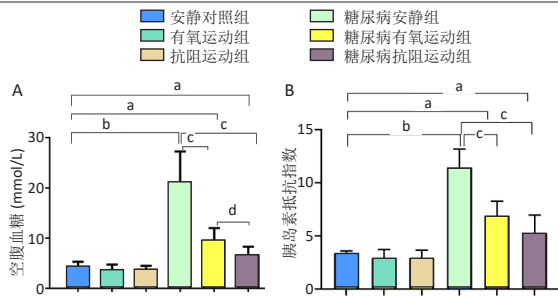 安静对照组 糖尿病安静组
有氧运动组 糖尿病有氧运动组
抗阻运动组 糖尿病抗阻运动组
A
a
a
b
c
c
d
空腹血糖 (mmol/L)
30
20
10
0
B
a
a
b
c
c
胰岛素抵抗指数
15
10
5
0